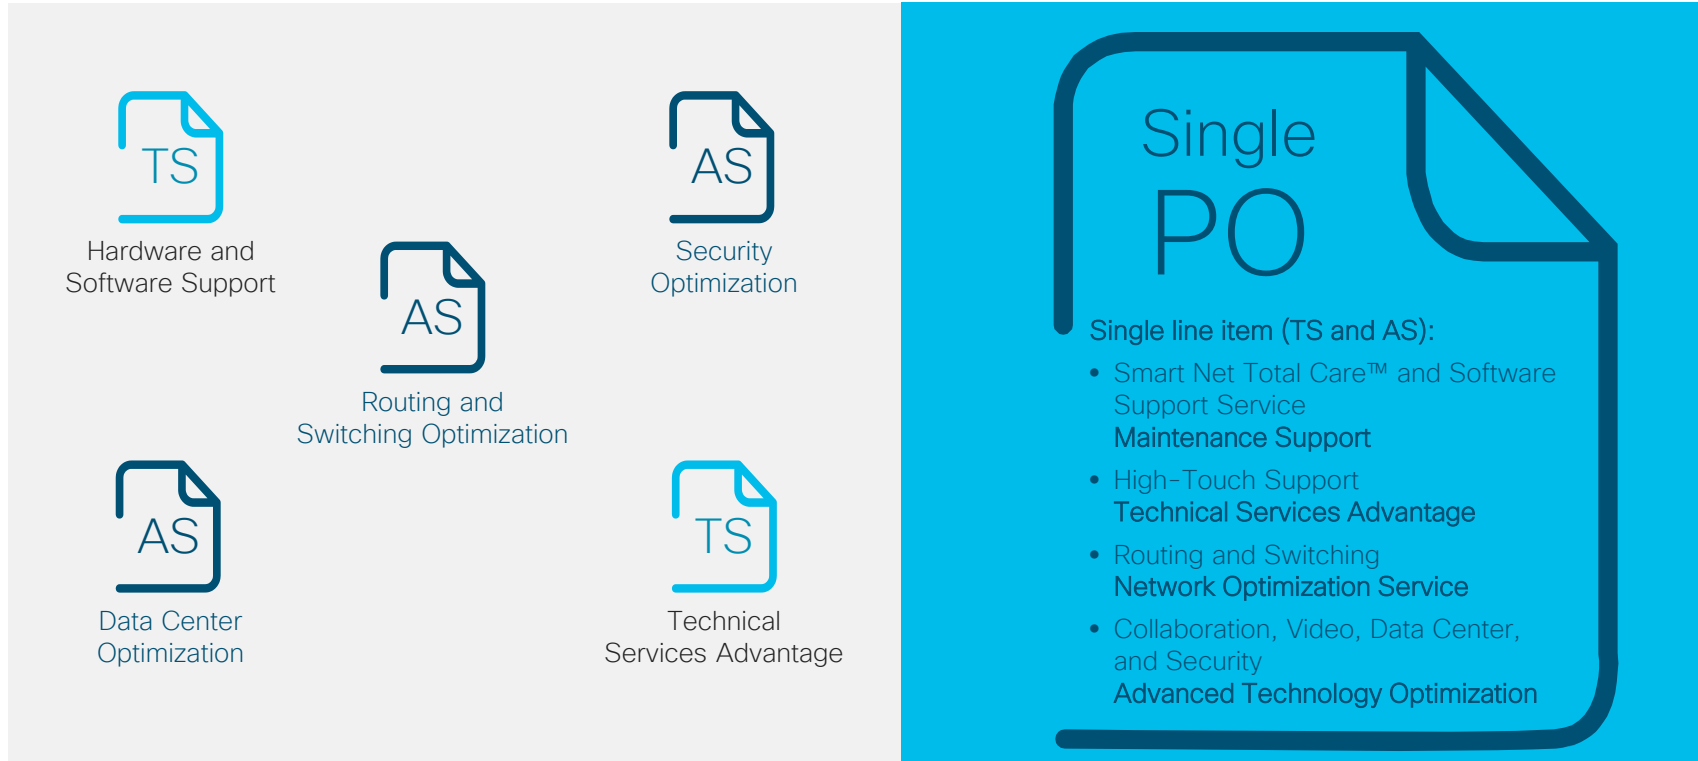 TS
Hardware and
Software Support
AS
Security
Optimization
AS
Routing and
Switching Optimization
AS
Data Center
Optimization
TS
Technical
Services Advantage
Single
PO
Single line item (TS and AS):
• Smart Net Total Care™ and Software
Support Service
Maintenance Support
• High-Touch Support
Technical Services Advantage
• Routing and Switching
Network Optimization Service
• Collaboration, Video, Data Center,
and Security
Advanced Technology Optimization